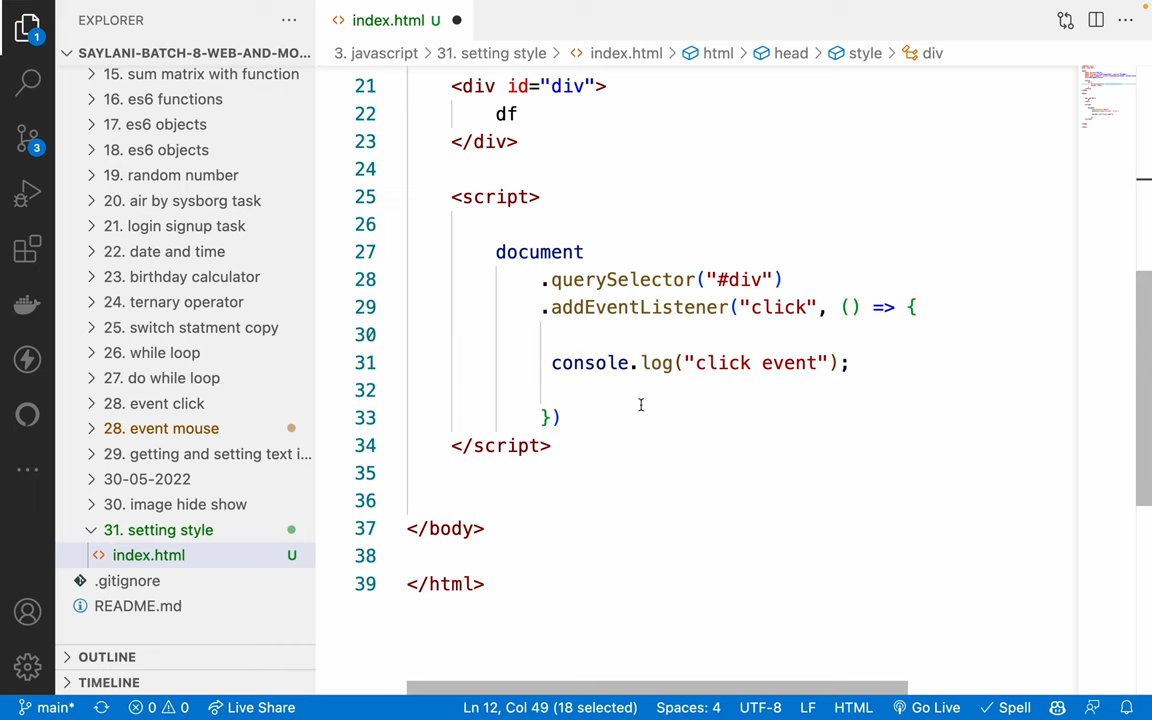 EXPLORER
index.html U
SAYLANI-BATCH-8-WEB-AND-MO...
3. javascript > 31. setting style > index.html > html > head > style > div
15. sum matrix with function
16. es6 functions
17. es6 objects
18. es6 objects
19. random number
20. air by sysborg task
21. login signup task
22. date and time
23. birthday calculator
24. ternary operator
25. switch statment copy
26. while loop
27. do while loop
28. event click
28. event mouse
29. getting and setting text i...
30-05-2022
30. image hide show
31. setting style
index.html U
.gitignore
README.md
OUTLINE
TIMELINE
1
3
21 <div id="div">
22 df
23 </div>
24
25 <script>
26
27 document
28 .querySelector("#div")
29 .addEventListener("click", () => {
30
31 console.log("click event");
32
33 })
34 </script>
35
36
37 </body>
38
39 </html>
main* 0 0 Live Share Ln 12, Col 49 (18 selected) Spaces: 4 UTF-8 LF HTML Go Live Spell